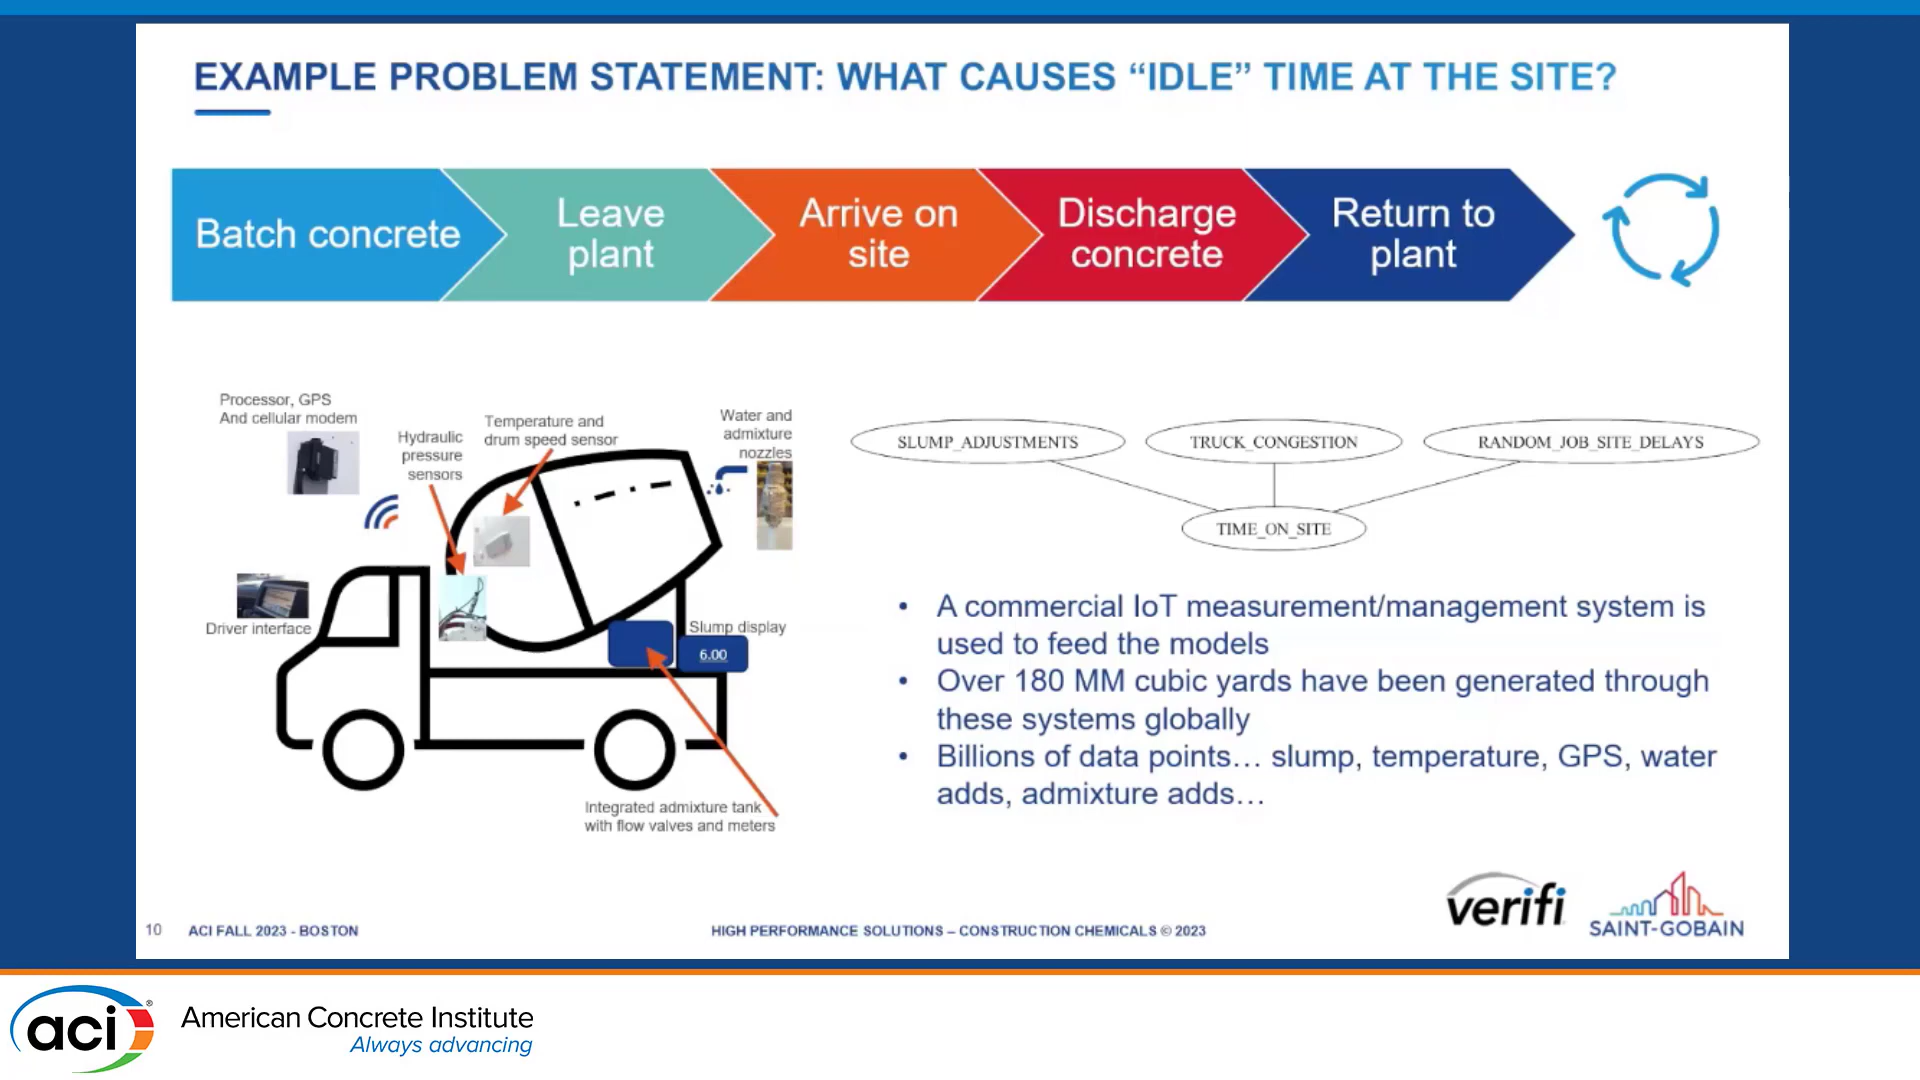 EXAMPLE PROBLEM STATEMENT: WHAT CAUSES “IDLE” TIME AT THE SITE?
Batch concrete
Leave
plant
Arrive on
site
Discharge
concrete
Return to
plant
Processor, GPS
And cellular modem
Hydraulic
pressure
sensors
Temperature and
drum speed sensor
Water and
admixture
nozzles
Driver interface
Slump display
6.00
Integrated admixture tank
with flow valves and meters
SLUMP_ADJUSTMENTS
TRUCK_CONGESTION
RANDOM_JOB_SITE_DELAYS
TIME_ON_SITE
• A commercial IoT measurement/management system is
used to feed the models
• Over 180 MM cubic yards have been generated through
these systems globally
• Billions of data points… slump, temperature, GPS, water
adds, admixture adds…
verifi
SAINT-GOBAIN
10 ACI FALL 2023 - BOSTON
HIGH PERFORMANCE SOLUTIONS – CONSTRUCTION CHEMICALS © 2023
aci®
American Concrete Institute
Always advancing